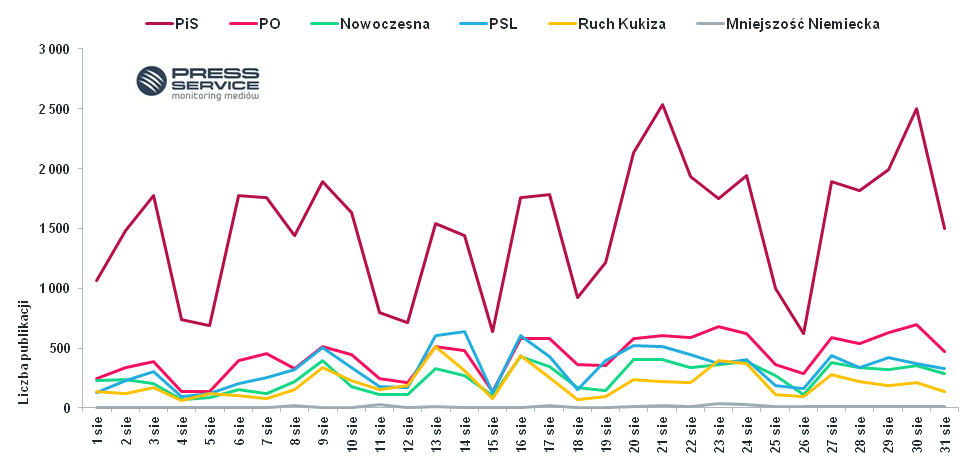 PiS PO Nowoczesna PSL Ruch Kukiza Mniejszość Niemiecka
PRESS
SERVICE
monitoring mediów
Liczba publikacji
3 000
2 500
2 000
1 500
1 000
500
0
1 sie 2 sie 3 sie 4 sie 5 sie 6 sie 7 sie 8 sie 9 sie 10 sie 11 sie 12 sie 13 sie 14 sie 15 sie 16 sie 17 sie 18 sie 19 sie 20 sie 21 sie 22 sie 23 sie 24 sie 25 sie 26 sie 27 sie 28 sie 29 sie 30 sie 31 sie